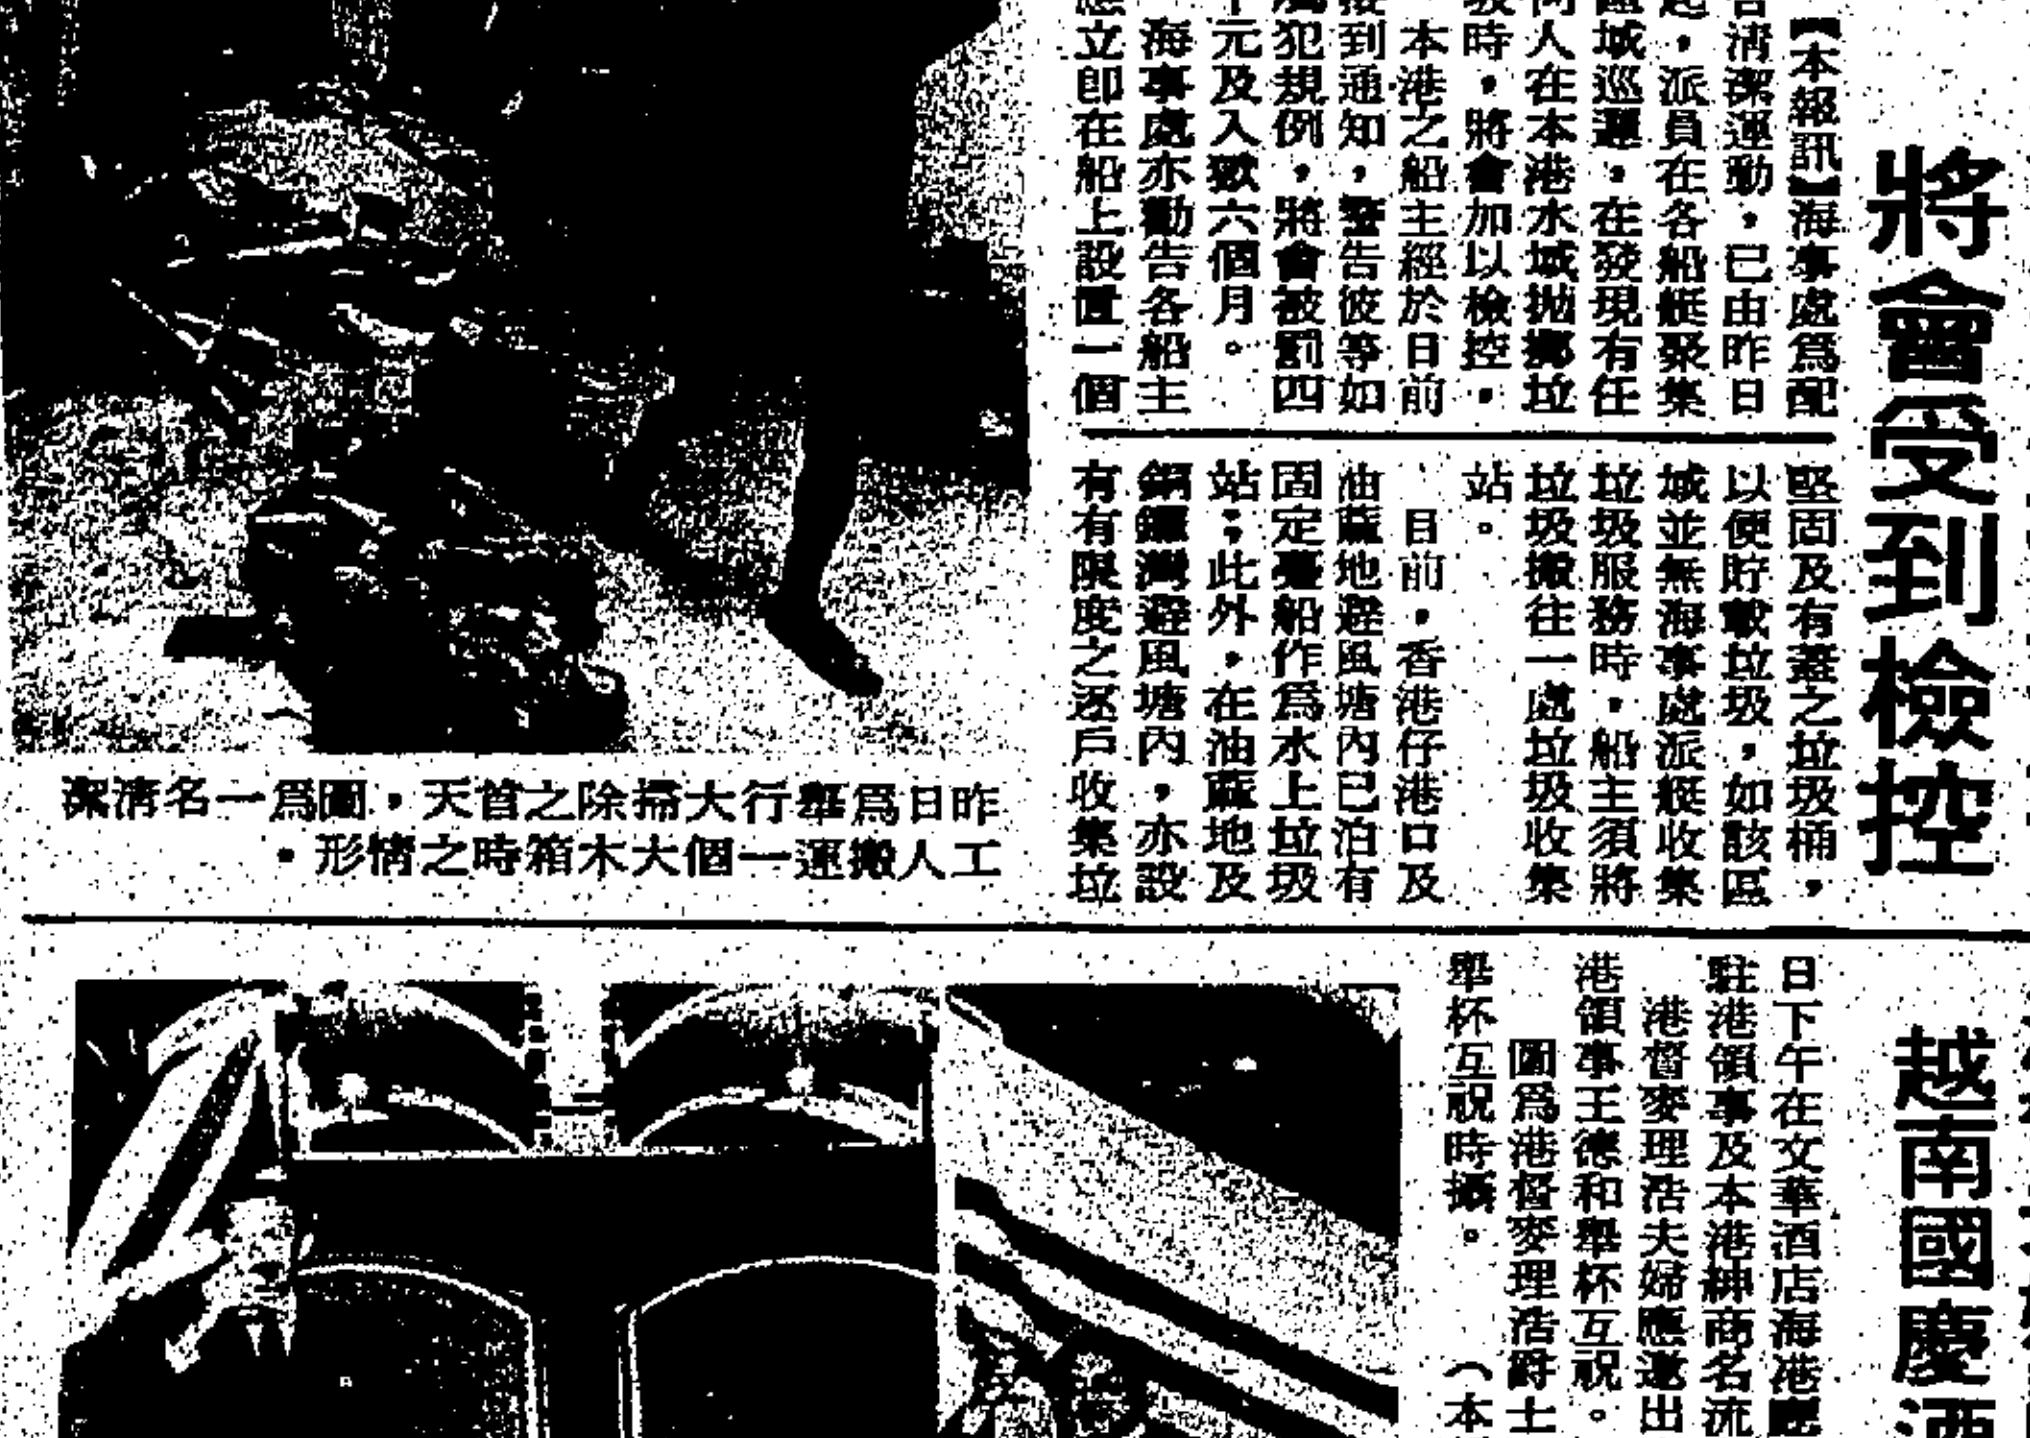 將會受到檢控
【本報訊】海事處爲配
合清潔運動，已由昨日
起，派員在各船艇聚集
區域巡邏。在發現有任
何人在本港水域拋擲垃
圾時，將會加以檢控，
本港之船主經於日前
接到通知，警告彼等如
觸犯規例，將會被罰四
千元及入獄六個月。
海事處亦勸告各船主
應立即在船上設置一個
堅固及有蓋之垃圾桶，
以便貯載垃圾，如該區
域並無海事處派艇收集
垃圾服務時，船主須將
垃圾搬往一處垃圾收集
站。
目前，香港仔港口及
油蔴地避風塘內已泊有
固定躉船作爲水上垃圾
站；此外，在油蔴地及
銅鑼灣避風塘內，亦設
有有限度之逐戶收集垃
昨日爲舉行大掃除之首天，圖爲一名清潔
工人搬運一個大木箱時之情形。
越南國慶酒
日下午在文華酒店海港廳
駐港領事及本港紳商名流
港督麥理浩夫婦應邀出
港領事王德和舉杯互祝。
圖爲港督麥理浩爵士
舉杯互祝時攝。（本